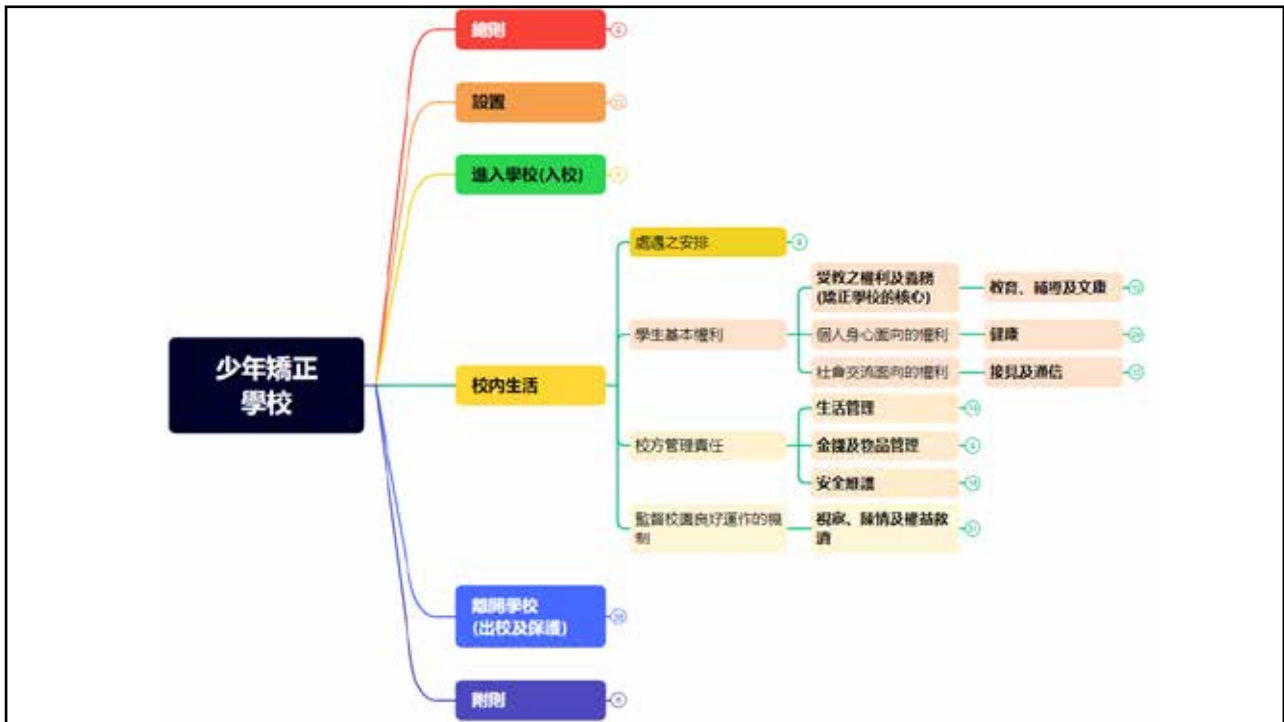 少年矯正
學校
總則
設置
進入學校(入校)
校內生活
處遇之安排
學生基本權利
受教之權利及義務
(矯正學校的核心)
教育、輔導及文康
個人身心面向的權利
健康
社會交流面向的權利
接見及通信
校方管理責任
生活管理
金錢及物品管理
安全維護
監督校園良好運作的機
制
視察、陳情及權益救
濟
離開學校
(出校及保護)
附則